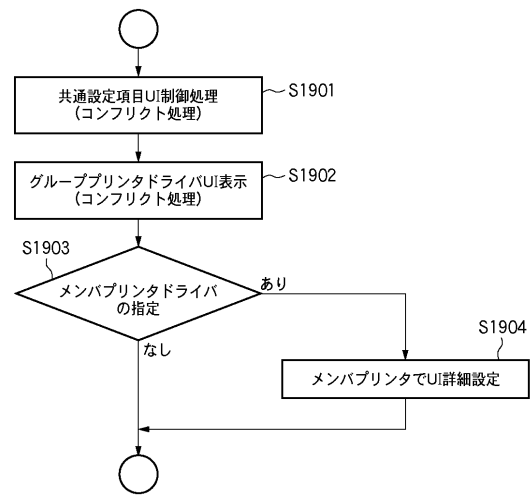 共通設定項目UI制御処理
(コンフリクト処理)
S1901
グループプリンタドライバUI表示
(コンフリクト処理)
S1902
S1903
メンバプリンタドライバ
の指定
あり
なし
S1904
メンバプリンタでUI詳細設定